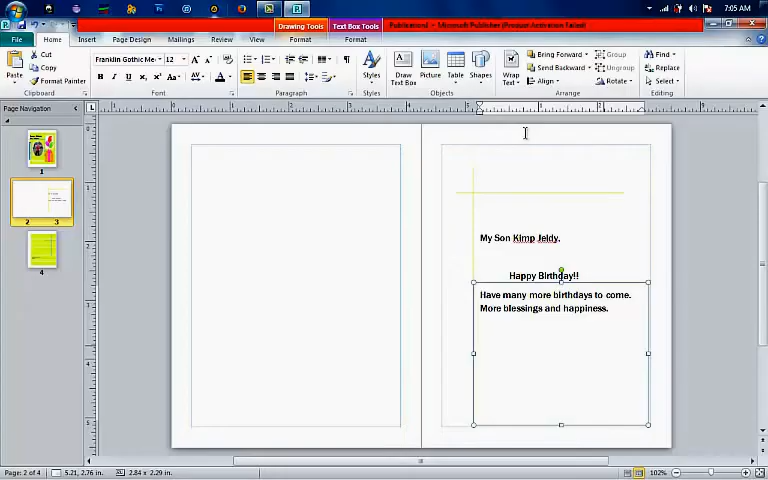 7:05 AM
Drawing Tools Text Box Tools Publication1 - Microsoft Publisher (Product Activation Failed)
File Home Insert Page Design Mailings Review View Format Format
Paste
Cut
Copy
Format Painter
Clipboard
Franklin Gothic Me 12
B I U
Font
Paragraph
Styles
Styles
Draw Text Box
Picture
Table
Shapes
Objects
Wrap Text
Bring Forward
Send Backward
Align
Group
Ungroup
Rotate
Arrange
Find
Replace
Select
Editing
Page Navigation
1
2 3
4
My Son Kimp Jeldy.
Happy Birthday!!
Have many more birthdays to come.
More blessings and happiness.
Page: 2 of 4
5.21, 2.76 in.
2.84 x 2.29 in.
102%